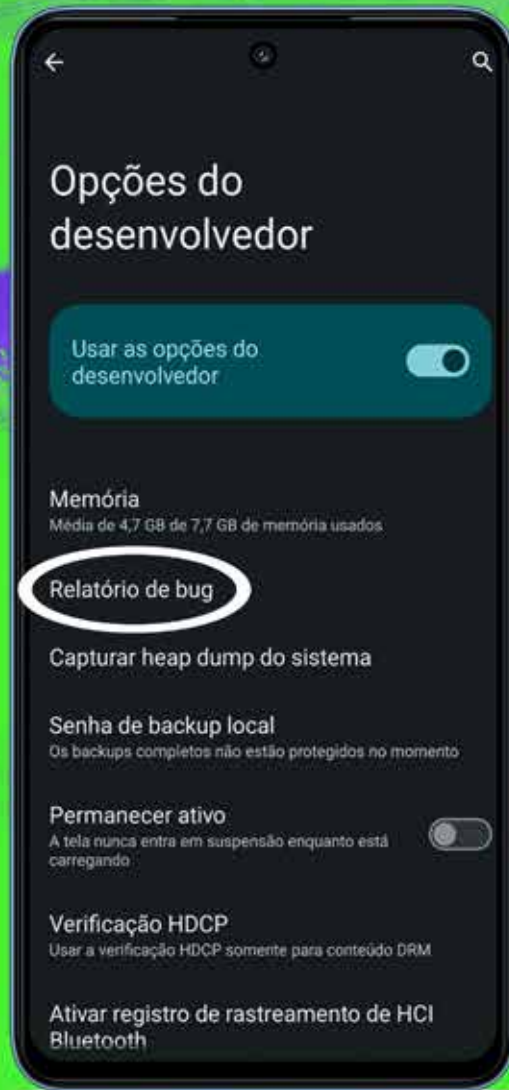 Opções do
desenvolvedor
Usar as opções do
desenvolvedor
Memória
Média de 4,7 GB de 7,7 GB de memória usados
Relatório de bug
Capturar heap dump do sistema
Senha de backup local
Os backups completos não estão protegidos no momento
Permanecer ativo
A tela nunca entra em suspensão enquanto está
carregando
Verificação HDCP
Usar a verificação HDCP somente para conteúdo DRM
Ativar registro de rastreamento de HCI
Bluetooth